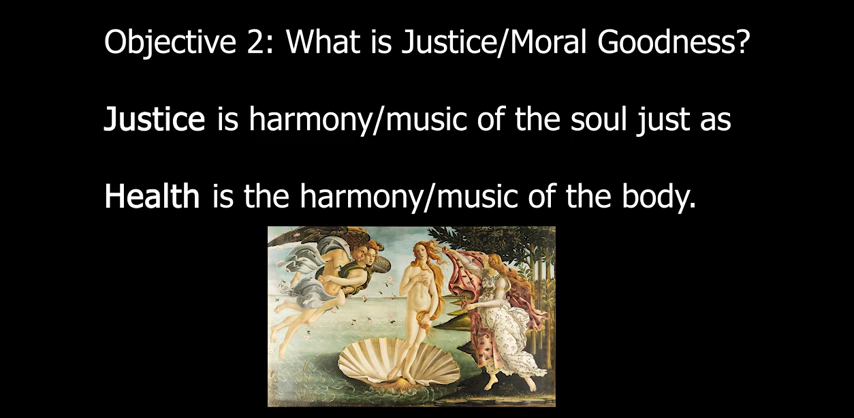 Objective 2: What is Justice/Moral Goodness?
Justice is harmony/music of the soul just as
Health is the harmony/music of the body.